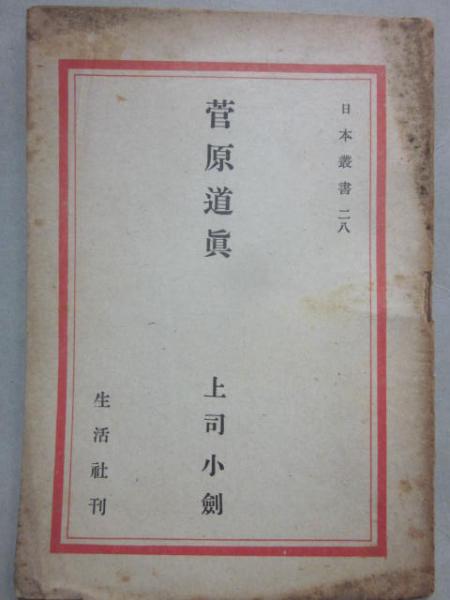 日本叢書 二八
菅原道眞
上司小劍
生活社刊